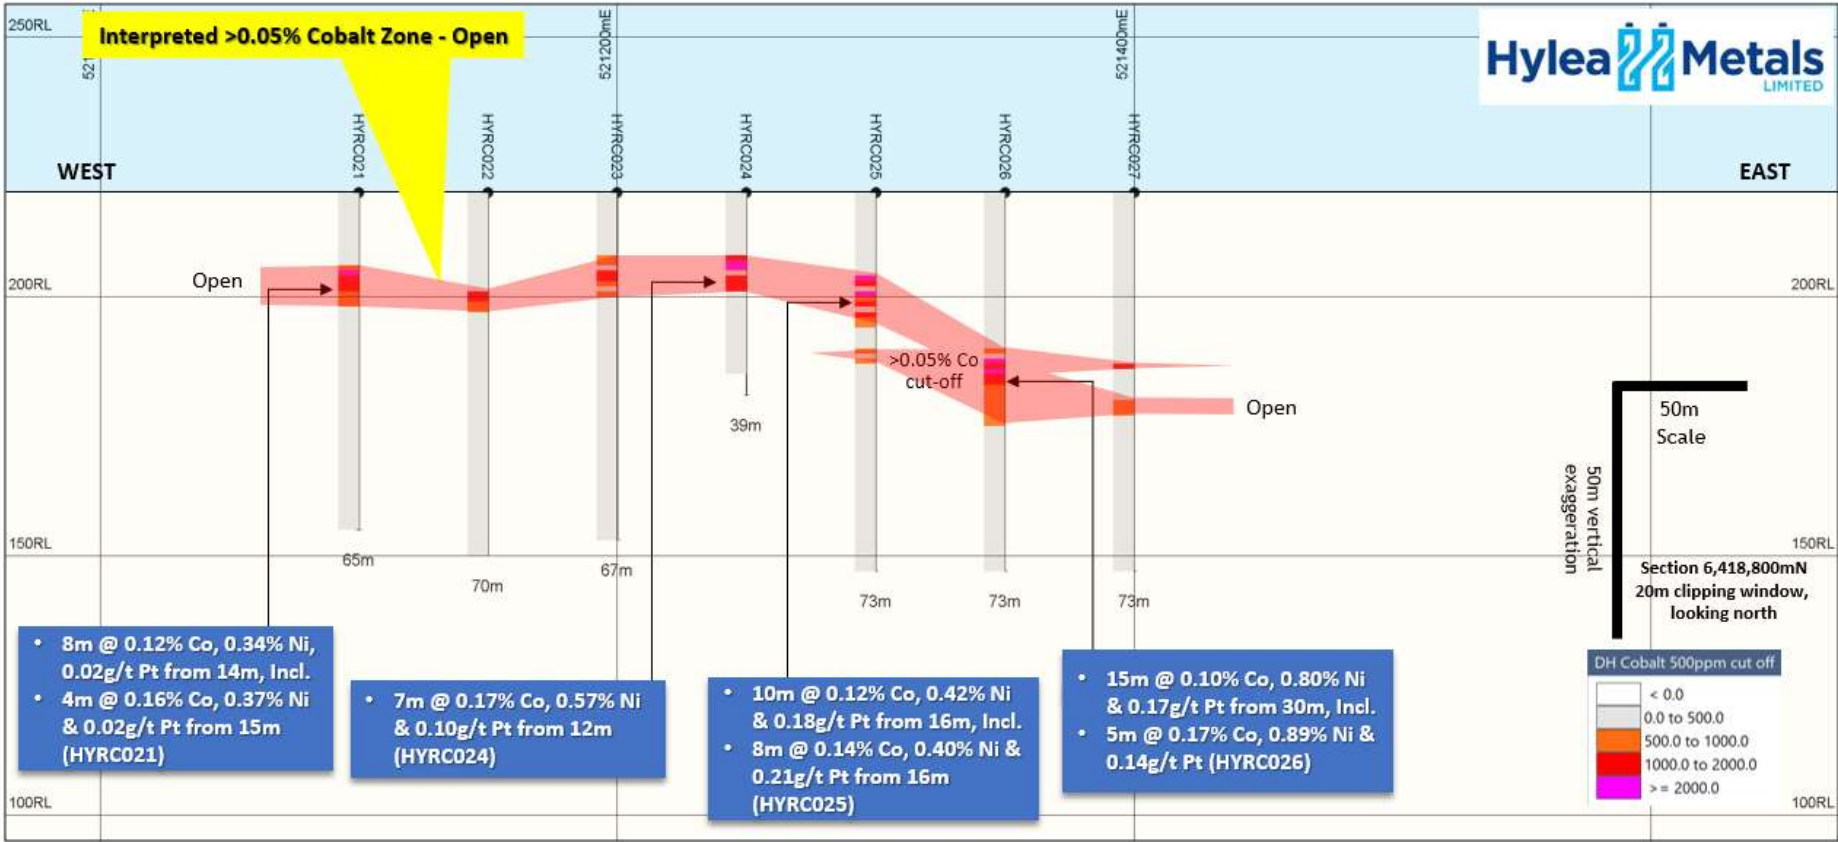 250RL
Interpreted >0.05% Cobalt Zone - Open
521200mE
521400mE
Hylea Metals
LIMITED
HYRC021
HYRC022
HYRC023
HYRC024
HYRC025
HYRC026
HYRC027
WEST
EAST
Open
200RL
200RL
>0.05% Co
cut-off
Open
50m
Scale
50m vertical
exaggeration
39m
150RL
150RL
65m
70m
67m
73m
73m
73m
Section 6,418,800mN
20m clipping window,
looking north
• 8m @ 0.12% Co, 0.34% Ni,
0.02g/t Pt from 14m, Incl.
• 4m @ 0.16% Co, 0.37% Ni
& 0.02g/t Pt from 15m
(HYRC021)
• 7m @ 0.17% Co, 0.57% Ni
& 0.10g/t Pt from 12m
(HYRC024)
• 10m @ 0.12% Co, 0.42% Ni
& 0.18g/t Pt from 16m, Incl.
• 8m @ 0.14% Co, 0.40% Ni &
0.21g/t Pt from 16m
(HYRC025)
• 15m @ 0.10% Co, 0.80% Ni
& 0.17g/t Pt from 30m, Incl.
• 5m @ 0.17% Co, 0.89% Ni &
0.14g/t Pt (HYRC026)
DH Cobalt 500ppm cut off
< 0.0
0.0 to 500.0
500.0 to 1000.0
1000.0 to 2000.0
>= 2000.0
100RL
100RL